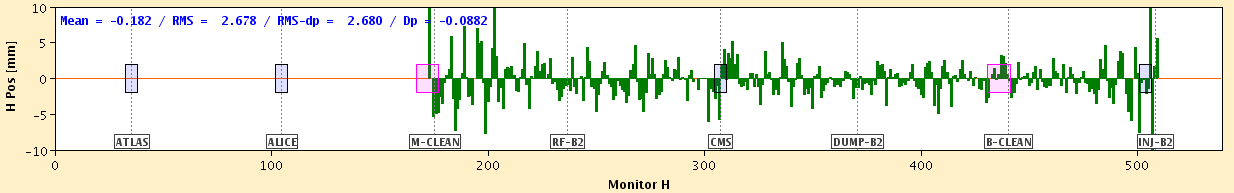 Mean = -0.182 / RMS = 2.678 / RMS-dp = 2.680 / Dp = -0.0882
H Pos [mm]
10
5
0
-5
-10
ATLAS ALICE M-CLEAN RF-B2 CMS DUMP-B2 B-CLEAN INJ-B2
0 100 200 300 400 500
Monitor H